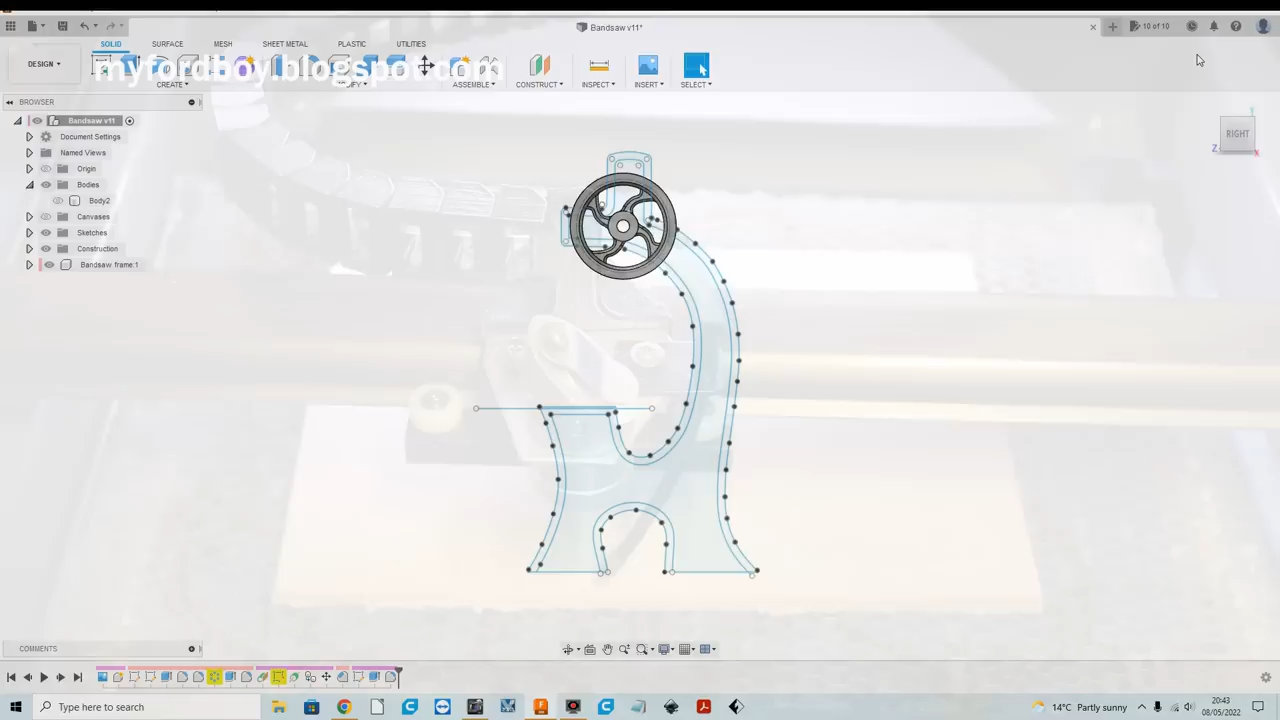 Bandsaw v11*
10 of 10
SOLID
SURFACE
MESH
SHEET METAL
PLASTIC
UTILITIES
DESIGN
myfordboy.blogspot.com
CREATE
ASSEMBLE
CONSTRUCT
INSPECT
INSERT
SELECT
BROWSER
Bandsaw v11
Document Settings
Named Views
Origin
Bodies
Body2
Canvases
Sketches
Construction
Bandsaw frame:1
RIGHT
Z
COMMENTS
Type here to search
14°C Partly sunny
20:43
08/05/2022